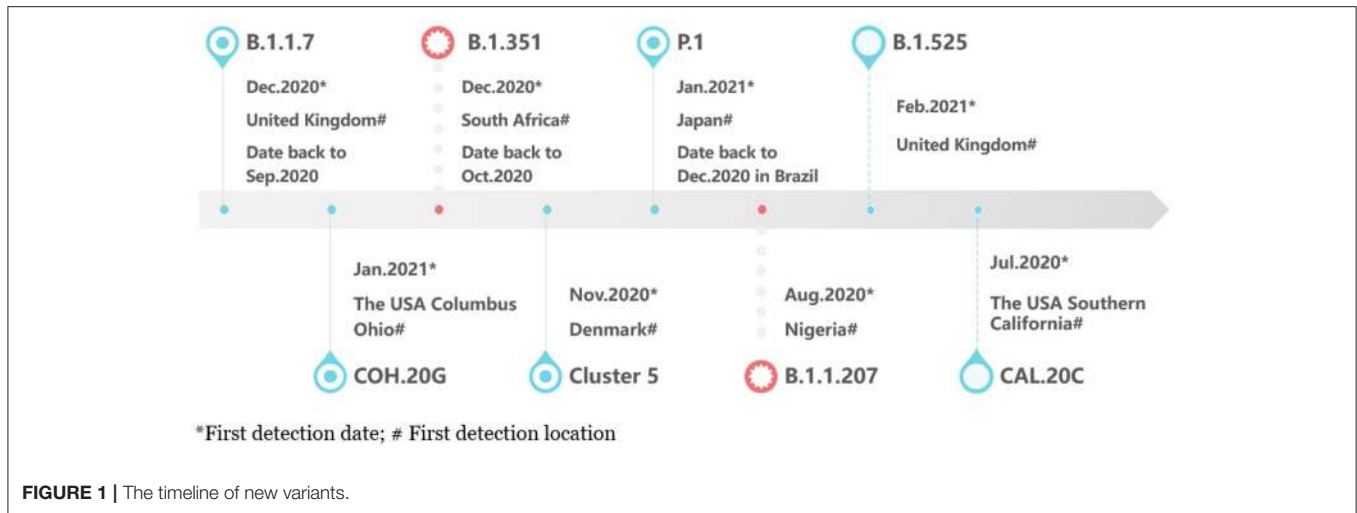 B.1.1.7
Dec.2020*
United Kingdom#
Date back to
Sep.2020
B.1.351
Dec.2020*
South Africa#
Date back to
Oct.2020
P.1
Jan.2021*
Japan#
Date back to
Dec.2020 in Brazil
B.1.525
Feb.2021*
United Kingdom#
Jan.2021*
The USA Columbus
Ohio#
COH.20G
Nov.2020*
Denmark#
Cluster 5
Aug.2020*
Nigeria#
B.1.1.207
Jul.2020*
The USA Southern
California#
CAL.20C
*First detection date; # First detection location
FIGURE 1 | The timeline of new variants.